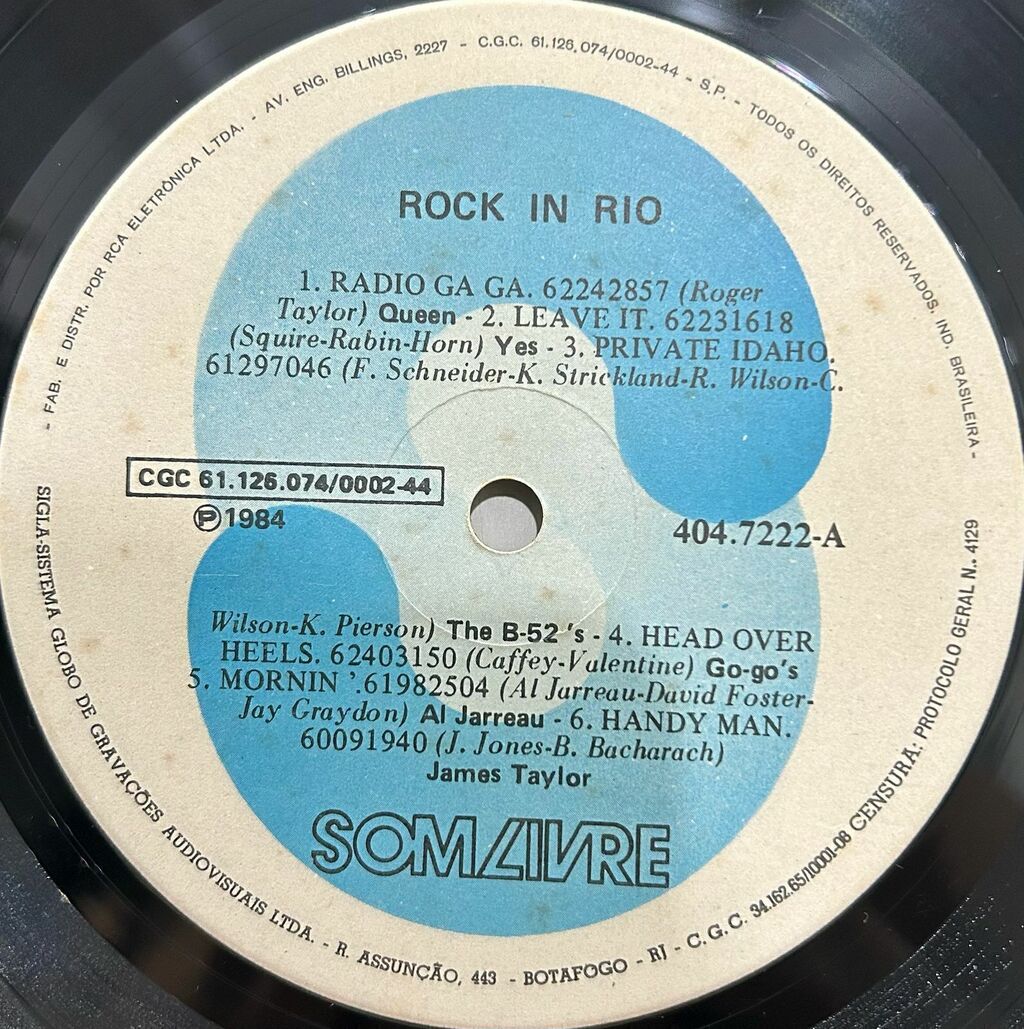 - FAB. E DISTR. POR RCA ELETRÔNICA LTDA. - AV. ENG. BILLINGS, 2227 - C.G.C. 61.126.074/0002-44 - S.P. - TODOS OS DIREITOS RESERVADOS. IND. BRASILEIRA -
ROCK IN RIO
1. RADIO GA GA. 62242857 (Roger
Taylor) Queen - 2. LEAVE IT. 62231618
(Squire-Rabin-Horn) Yes - 3. PRIVATE IDAHO.
61297046 (F. Schneider-K. Strickland-R. Wilson-C.
CGC 61.126.074/0002-44
Ⓟ1984
404.7222-A
Wilson-K. Pierson) The B-52 's - 4. HEAD OVER
HEELS. 62403150 (Caffey-Valentine) Go-go's
5. MORNIN '.61982504 (Al Jarreau-David Foster-
Jay Graydon) Al Jarreau - 6. HANDY MAN.
60091940 (J. Jones-B. Bacharach)
James Taylor
SOM LIVRE
SIGLA-SISTEMA GLOBO DE GRAVAÇÕES AUDIOVISUAIS LTDA. - R. ASSUNÇÃO, 443 - BOTAFOGO - RJ - C.G.C. 34.162.65/10001-08 CENSURA: PROTOCOLO GERAL N.. 4129